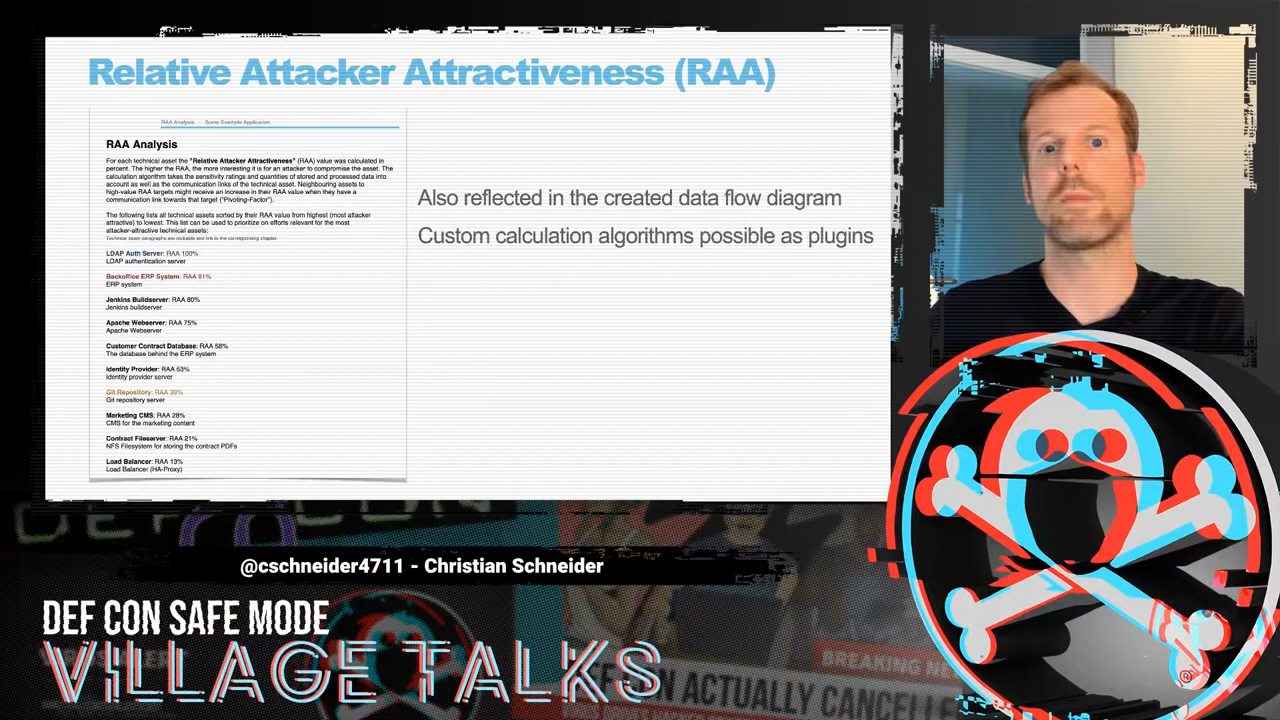 Relative Attacker Attractiveness (RAA)
RAA Analysis – Some Example Application
RAA Analysis
For each technical asset the "Relative Attacker Attractiveness" (RAA) value was calculated in
percent. The higher the RAA, the more interesting it is for an attacker to compromise the asset. The
calculation algorithm takes the sensitivity ratings and quantities of stored and processed data into
account as well as the communication links of the technical asset. Neighbouring assets to
high-value RAA targets might receive an increase in their RAA value when they have a
communication link towards that target ("Pivoting-Factor").
The following lists all technical assets sorted by their RAA value from highest (most attacker
attractive) to lowest. This list can be used to prioritize on efforts relevant for the most
attacker-attractive technical assets:
Technical asset paragraphs are clickable and link to the corresponding chapter.
LDAP Auth Server: RAA 100%
LDAP authentication server
Backoffice ERP System: RAA 81%
ERP system
Jenkins Buildserver: RAA 80%
Jenkins buildserver
Apache Webserver: RAA 75%
Apache Webserver
Customer Contract Database: RAA 58%
The database behind the ERP system
Identity Provider: RAA 53%
Identity provider server
Git Repository: RAA 39%
Git repository server
Marketing CMS: RAA 28%
CMS for the marketing content
Contract Fileserver: RAA 21%
NFS Filesystem for storing the contract PDFs
Load Balancer: RAA 13%
Load Balancer (HA-Proxy)
Also reflected in the created data flow diagram
Custom calculation algorithms possible as plugins
DEF CON
@cschneider4711 - Christian Schneider
DEF CON SAFE MODE
VILLAGE TALKS
BREAKING NE
CON ACTUALLY CANCELLE
®